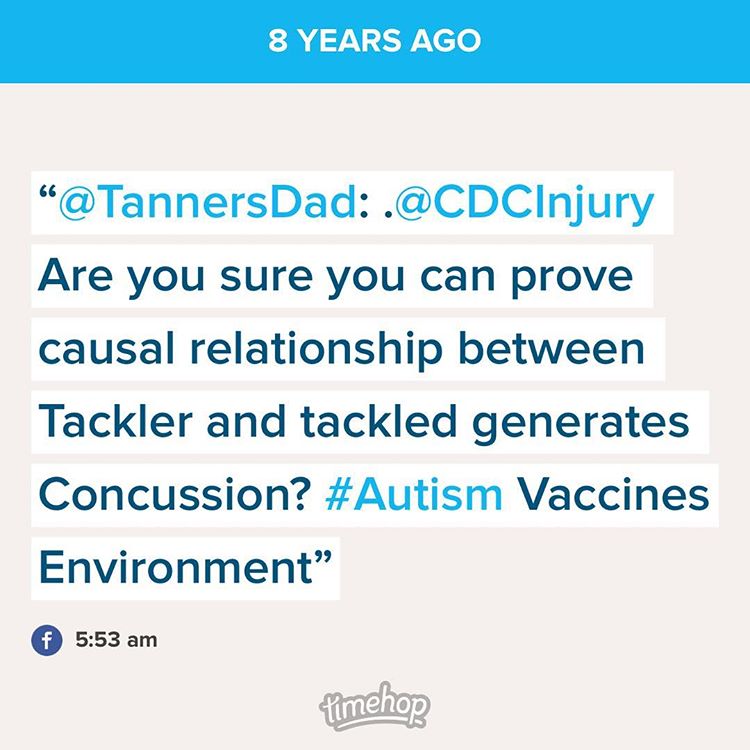 8 YEARS AGO
“@TannersDad: .@CDCInjury
Are you sure you can prove
causal relationship between
Tackler and tackled generates
Concussion? #Autism Vaccines
Environment”
f 5:53 am
timehop